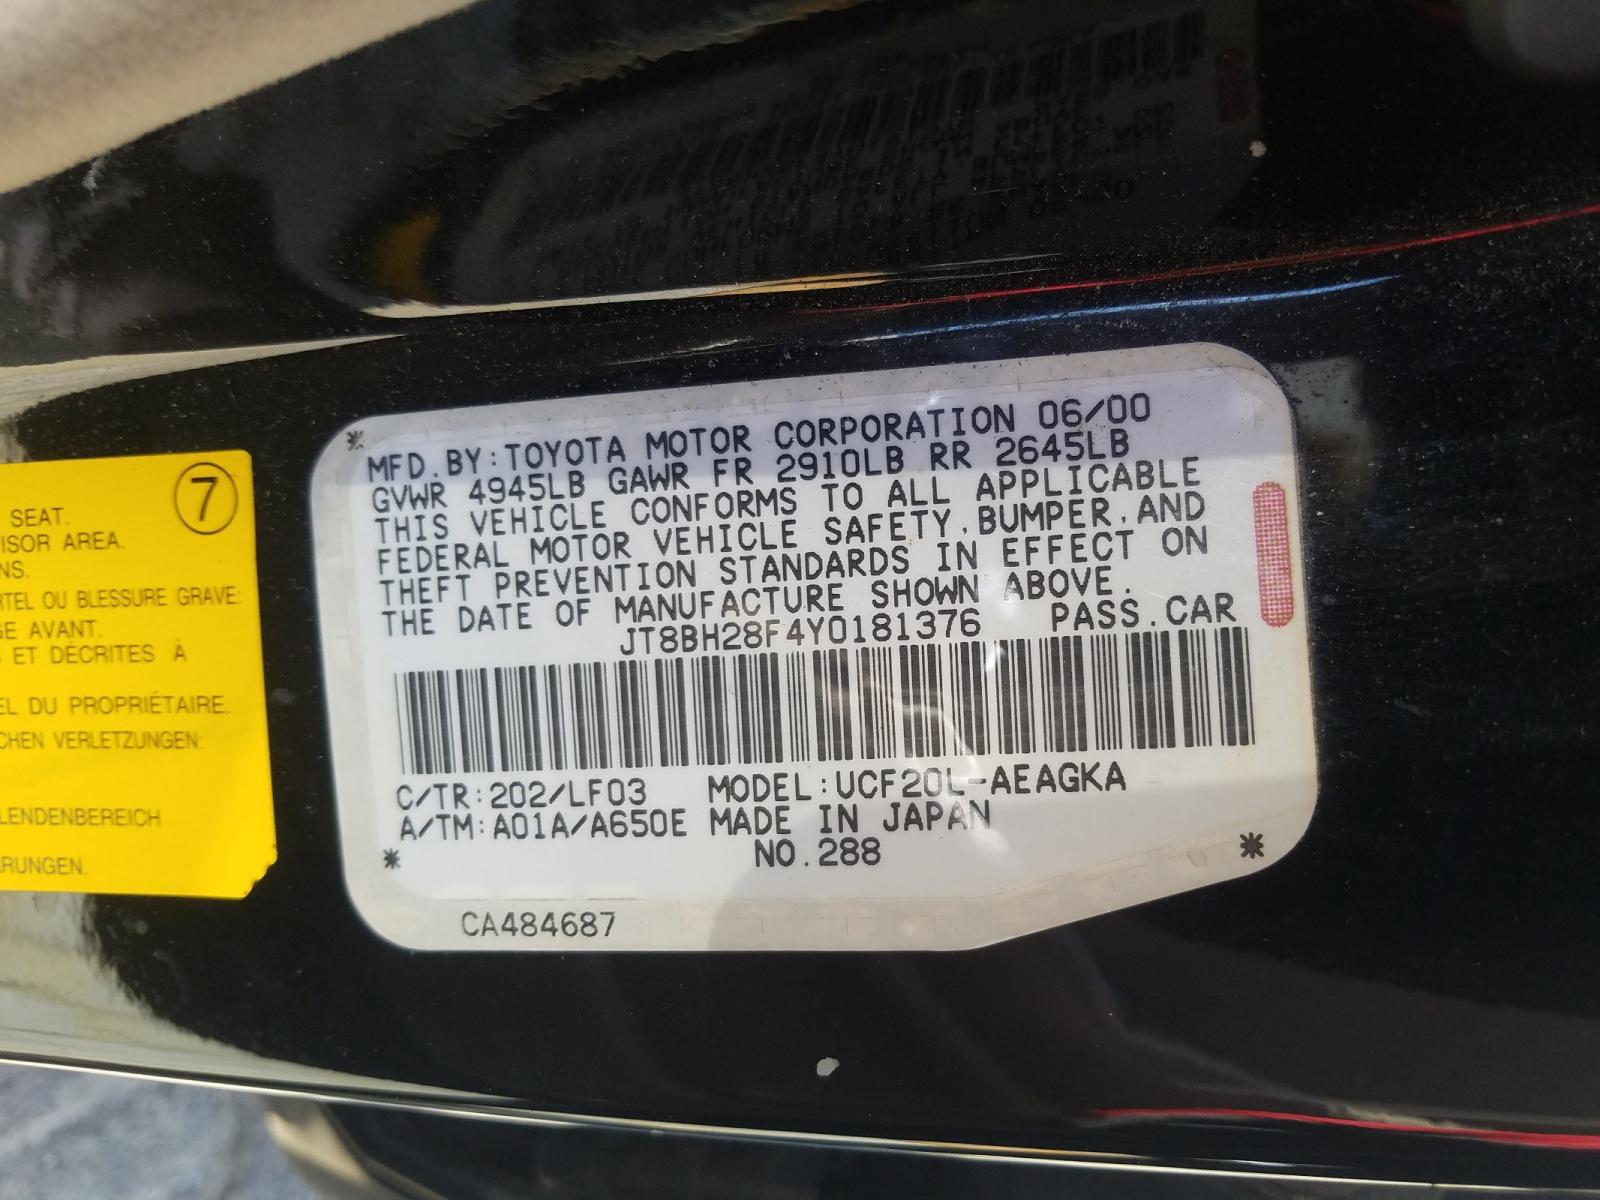 MFD. BY: TOYOTA MOTOR CORPORATION 06/00
GVWR 4945LB GAWR FR 2910LB RR 2645LB
THIS VEHICLE CONFORMS TO ALL APPLICABLE
FEDERAL MOTOR VEHICLE SAFETY, BUMPER, AND
THEFT PREVENTION STANDARDS IN EFFECT ON
THE DATE OF MANUFACTURE SHOWN ABOVE.
JT8BH28F4Y0181376 PASS. CAR
C/TR: 202/LF03 MODEL: UCF20L-AEAGKA
A/TM: A01A/A650E MADE IN JAPAN
NO. 288
CA484687
7
SEAT.
ISOR AREA.
NS.
RTEL OU BLESSURE GRAVE:
GE AVANT.
ET DÉCRITES À
EL DU PROPRIÉTAIRE.
CHEN VERLETZUNGEN:
LENDENBEREICH
RUNGEN.